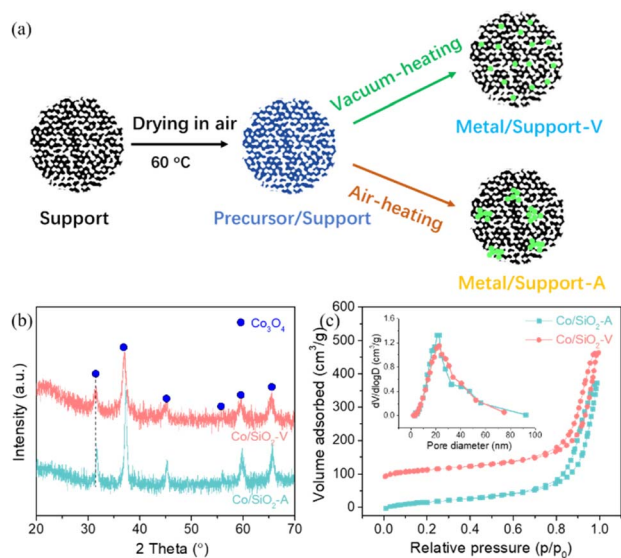 (a)
Drying in air
60 °C
Vacuum-heating
Air-heating
Support
Precursor/Support
Metal/Support-V
Metal/Support-A
(b)
Co₃O₄
Co/SiO₂-V
Co/SiO₂-A
Intensity (a.u.)
20 30 40 50 60 70
2 Theta (°)
(c)
600
500
400
300
200
100
0
Volume adsorbed (cm³/g)
Co/SiO₂-A
Co/SiO₂-V
1.6
1.2
0.8
0.4
0.0
dV/dlogD (cm³/g)
0 20 40 60 80 100
Pore diameter (nm)
0.0 0.2 0.4 0.6 0.8 1.0
Relative pressure (p/p₀)